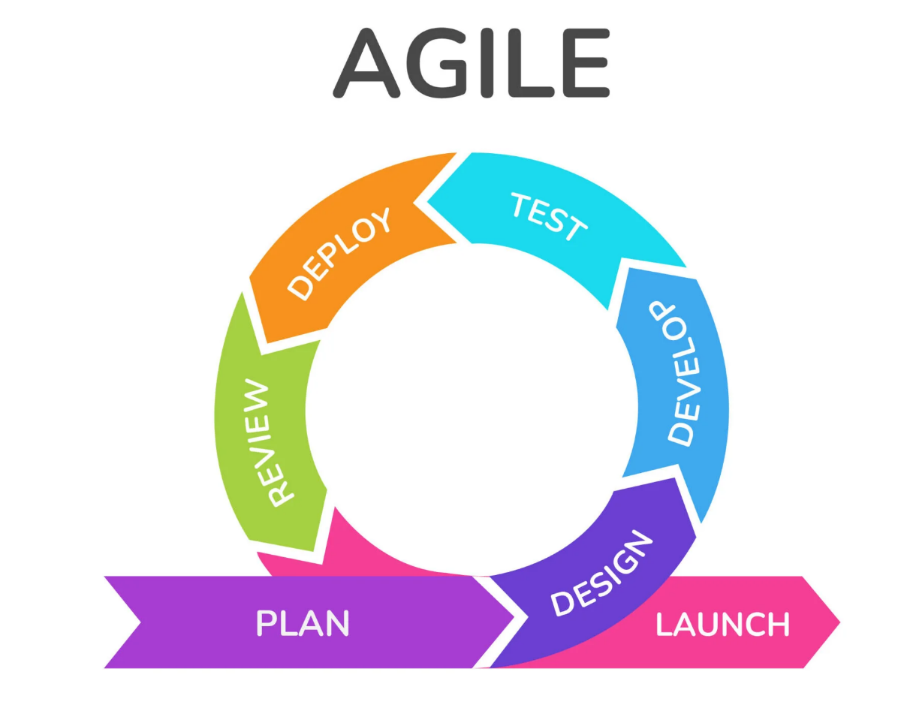 AGILE
PLAN
DESIGN
DEVELOP
TEST
DEPLOY
REVIEW
LAUNCH